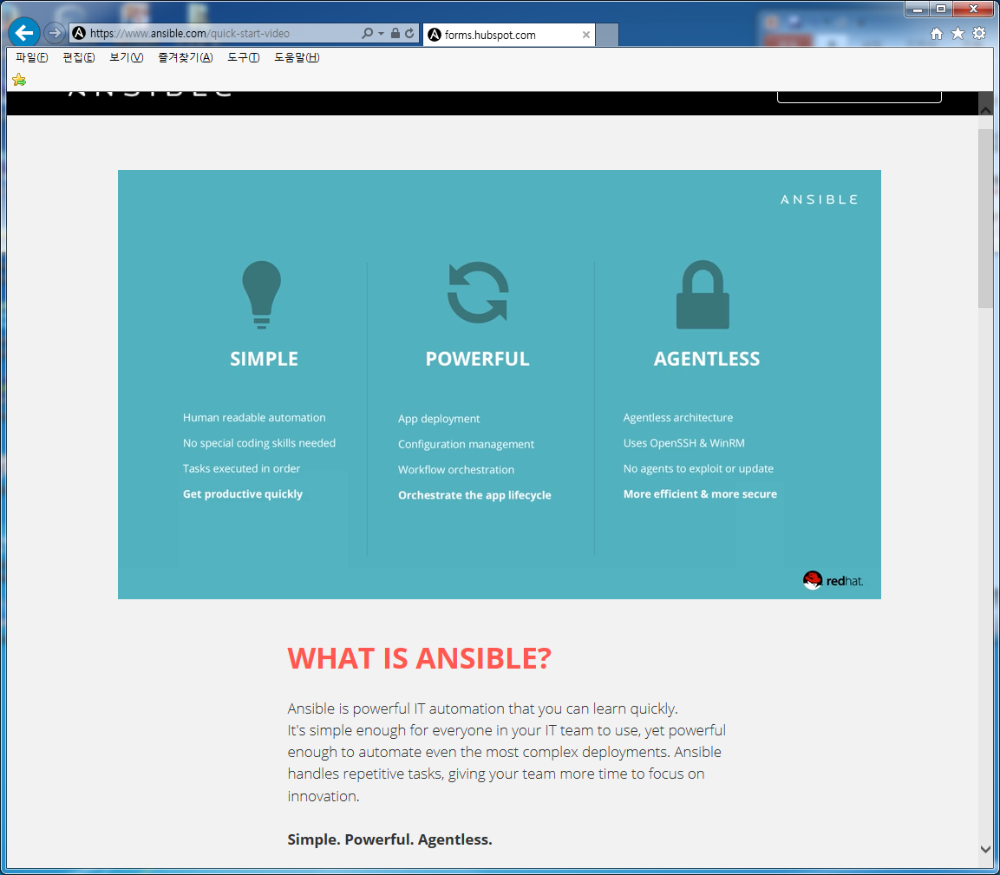 https://www.ansible.com/quick-start-video
forms.hubspot.com
파일(F) 편집(E) 보기(V) 즐겨찾기(A) 도구(T) 도움말(H)
ANSIBLE
ANSIBLE
SIMPLE
Human readable automation
No special coding skills needed
Tasks executed in order
Get productive quickly
POWERFUL
App deployment
Configuration management
Workflow orchestration
Orchestrate the app lifecycle
AGENTLESS
Agentless architecture
Uses OpenSSH & WinRM
No agents to exploit or update
More efficient & more secure
redhat.
WHAT IS ANSIBLE?
Ansible is powerful IT automation that you can learn quickly.
It's simple enough for everyone in your IT team to use, yet powerful
enough to automate even the most complex deployments. Ansible
handles repetitive tasks, giving your team more time to focus on
innovation.
Simple. Powerful. Agentless.